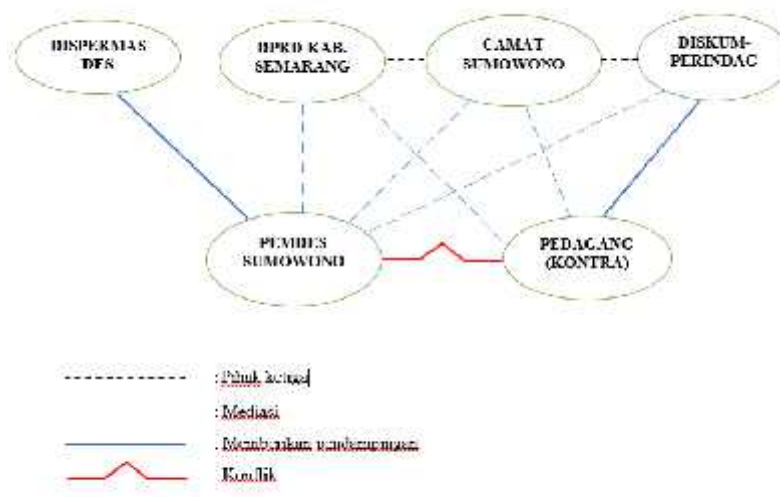 DISPERMAS
DES
DPRD KAB.
SEMARANG
CAMAT
SUMOWONO
DISKUM-
PERINDAG
PEMDES
SUMOWONO
PEDAGANG
(KONTRA)
: Pihak ketiga
: Mediasi
: Memberikan pendampingan
: Konflik